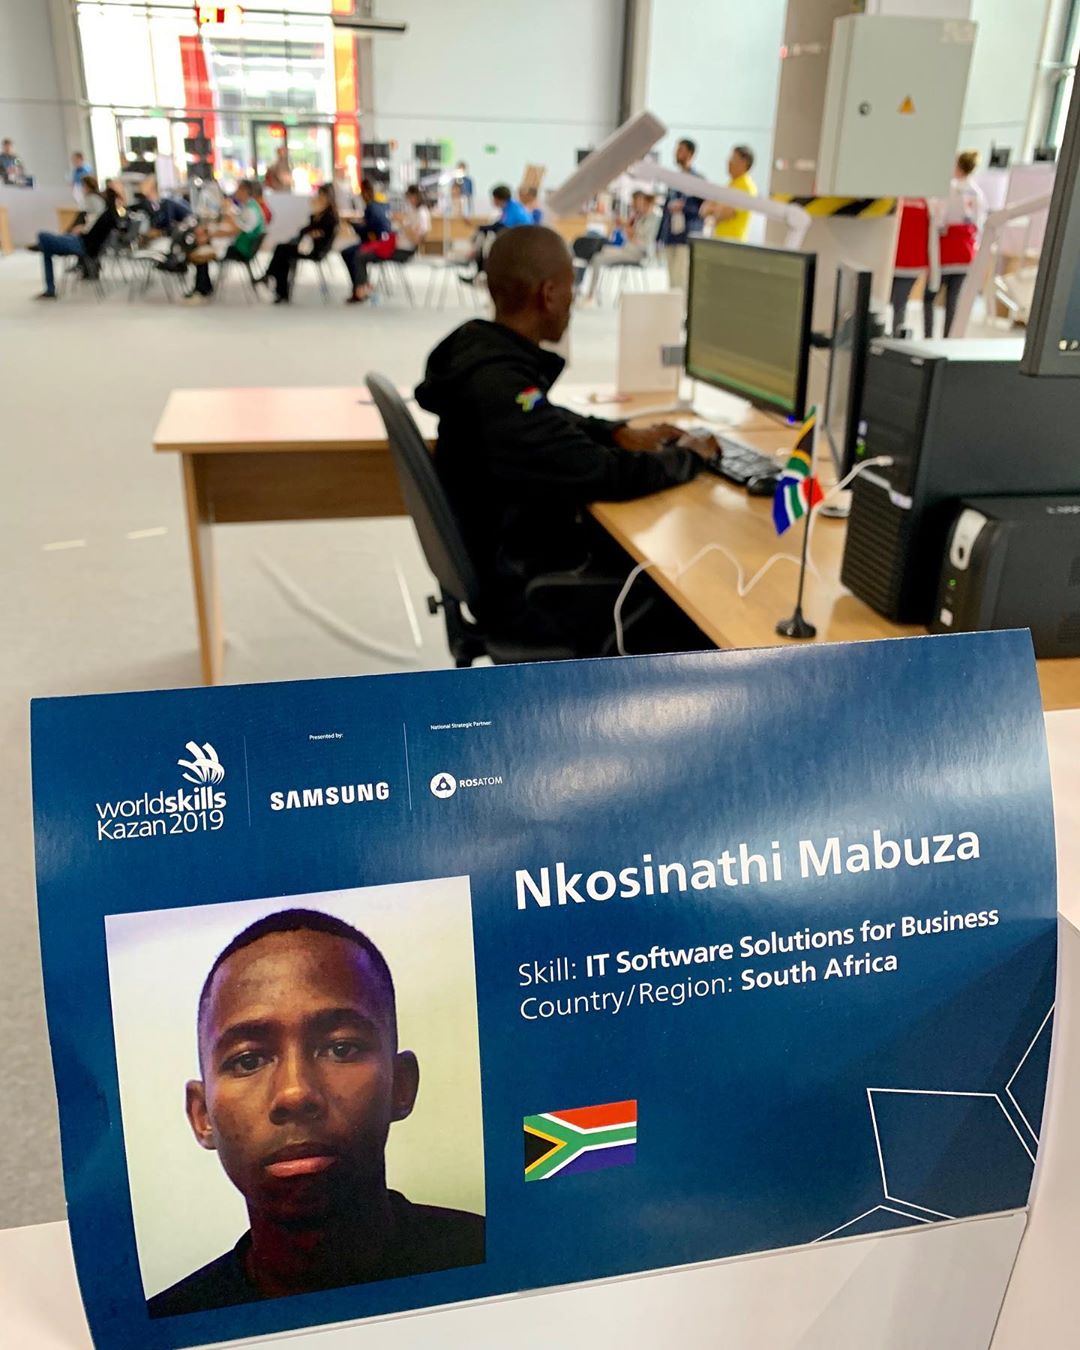 worldskills
Kazan 2019
Presented by:
SAMSUNG
National Strategic Partner:
ROSATOM
Nkosinathi Mabuza
Skill: IT Software Solutions for Business
Country/Region: South Africa